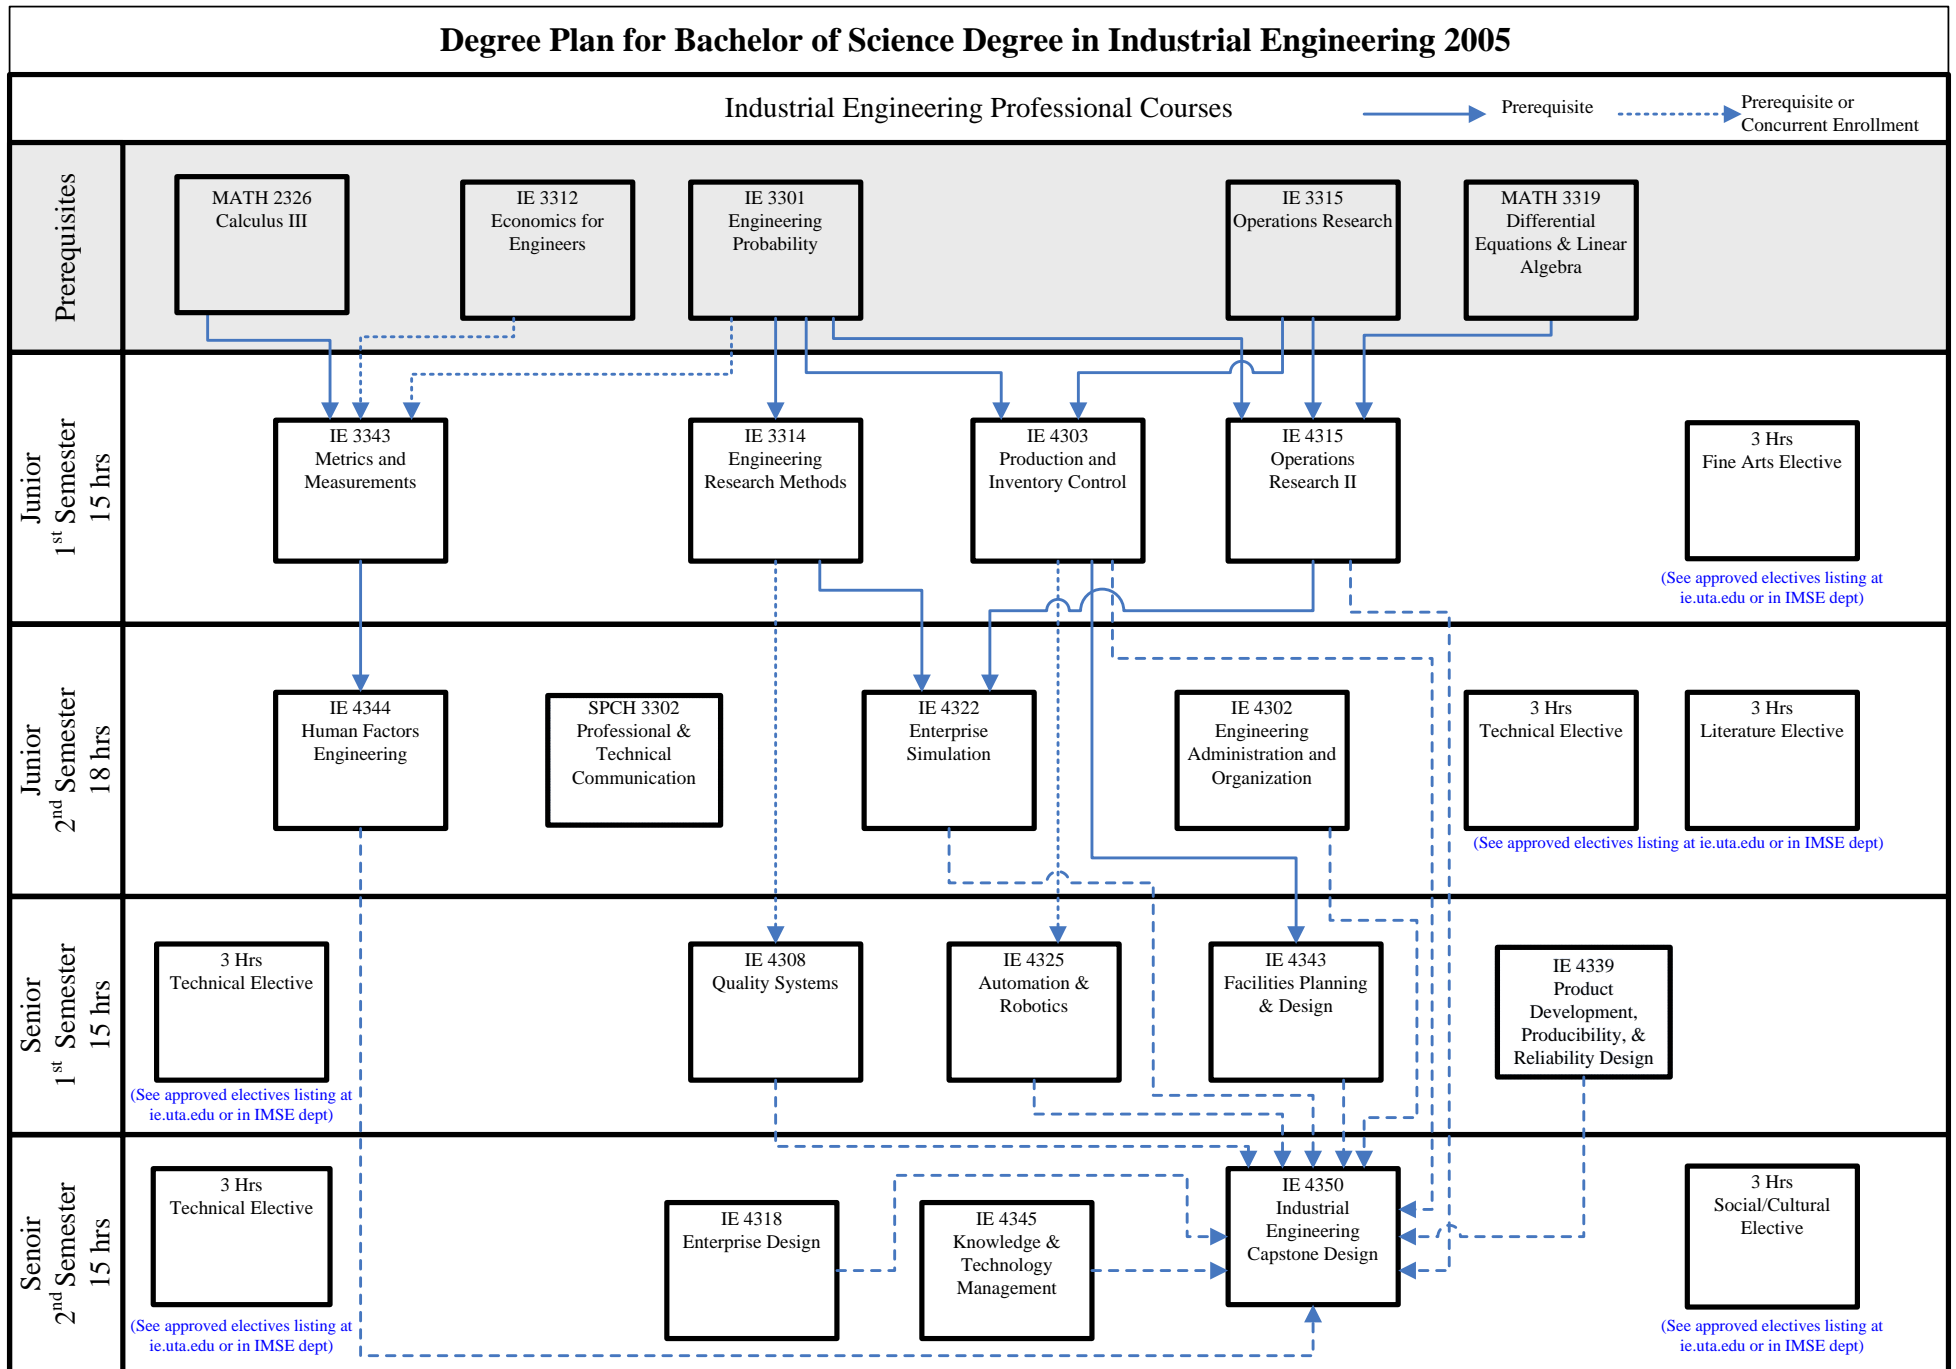 Degree Plan for Bachelor of Science Degree in Industrial Engineering 2005
Industrial Engineering Professional Courses
Prerequisite
Prerequisite or
Concurrent Enrollment
Prerequisites
MATH 2326
Calculus III
IE 3312
Economics for
Engineers
IE 3301
Engineering
Probability
IE 3315
Operations Research
MATH 3319
Differential
Equations & Linear
Algebra
Junior
1st Semester
15 hrs
IE 3343
Metrics and
Measurements
IE 3314
Engineering
Research Methods
IE 4303
Production and
Inventory Control
IE 4315
Operations
Research II
3 Hrs
Fine Arts Elective
(See approved electives listing at
ie.uta.edu or in IMSE dept)
Junior
2nd Semester
18 hrs
IE 4344
Human Factors
Engineering
SPCH 3302
Professional &
Technical
Communication
IE 4322
Enterprise
Simulation
IE 4302
Engineering
Administration and
Organization
3 Hrs
Technical Elective
3 Hrs
Literature Elective
(See approved electives listing at ie.uta.edu or in IMSE dept)
Senior
1st Semester
15 hrs
3 Hrs
Technical Elective
(See approved electives listing at
ie.uta.edu or in IMSE dept)
IE 4308
Quality Systems
IE 4325
Automation &
Robotics
IE 4343
Facilities Planning
& Design
IE 4339
Product
Development,
Producibility, &
Reliability Design
Senoir
2nd Semester
15 hrs
3 Hrs
Technical Elective
(See approved electives listing at
ie.uta.edu or in IMSE dept)
IE 4318
Enterprise Design
IE 4345
Knowledge &
Technology
Management
IE 4350
Industrial
Engineering
Capstone Design
3 Hrs
Social/Cultural
Elective
(See approved electives listing at
ie.uta.edu or in IMSE dept)